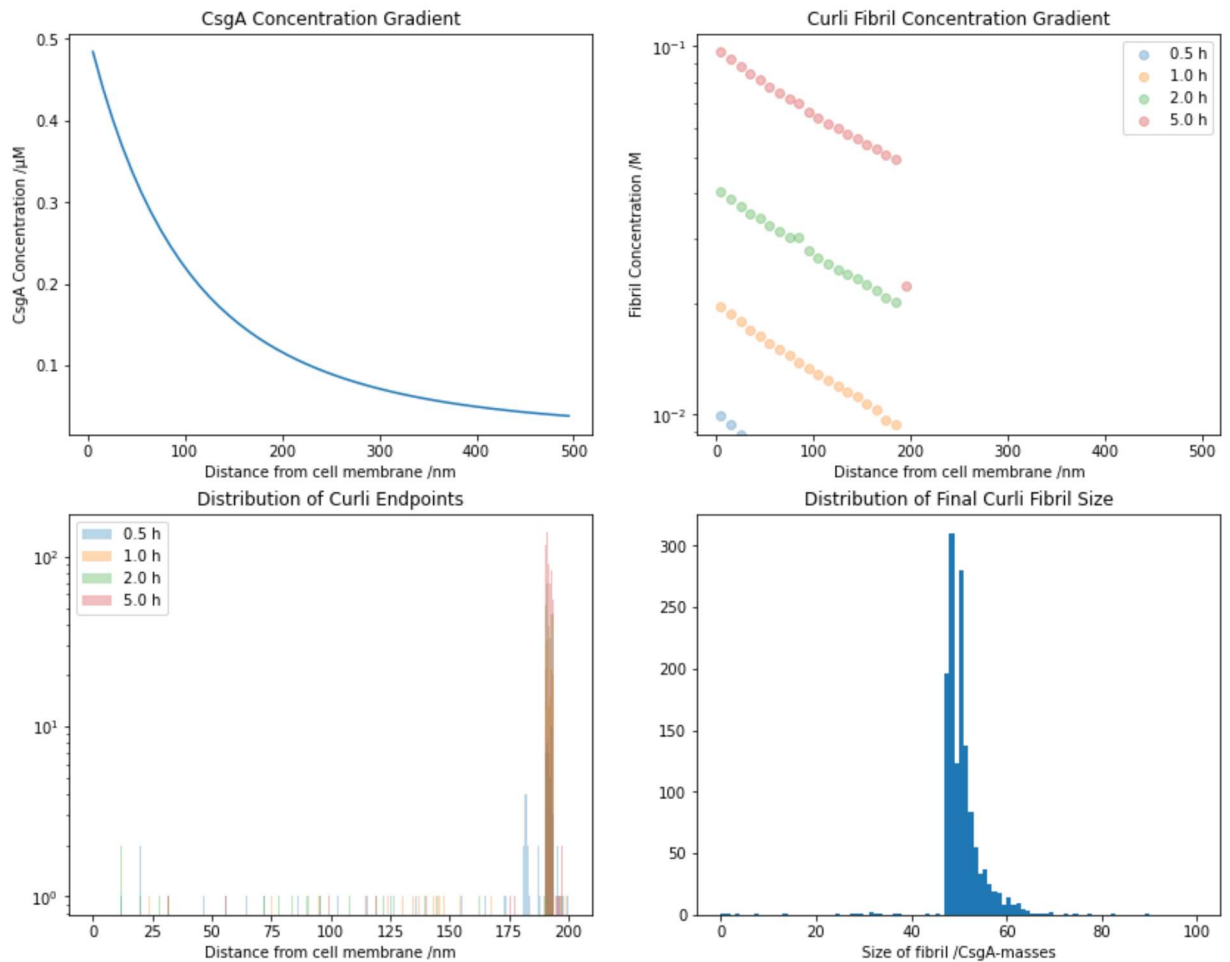 CsgA Concentration Gradient
0.5
0.4
0.3
0.2
0.1
CsgA Concentration /µM
0 100 200 300 400 500
Distance from cell membrane /nm
Curli Fibril Concentration Gradient
10⁻¹
10⁻²
Fibril Concentration /M
0.5 h
1.0 h
2.0 h
5.0 h
0 100 200 300 400 500
Distance from cell membrane /nm
Distribution of Curli Endpoints
10²
10¹
10⁰
0.5 h
1.0 h
2.0 h
5.0 h
0 25 50 75 100 125 150 175 200
Distance from cell membrane /nm
Distribution of Final Curli Fibril Size
300
250
200
150
100
50
0
0 20 40 60 80 100
Size of fibril /CsgA-masses